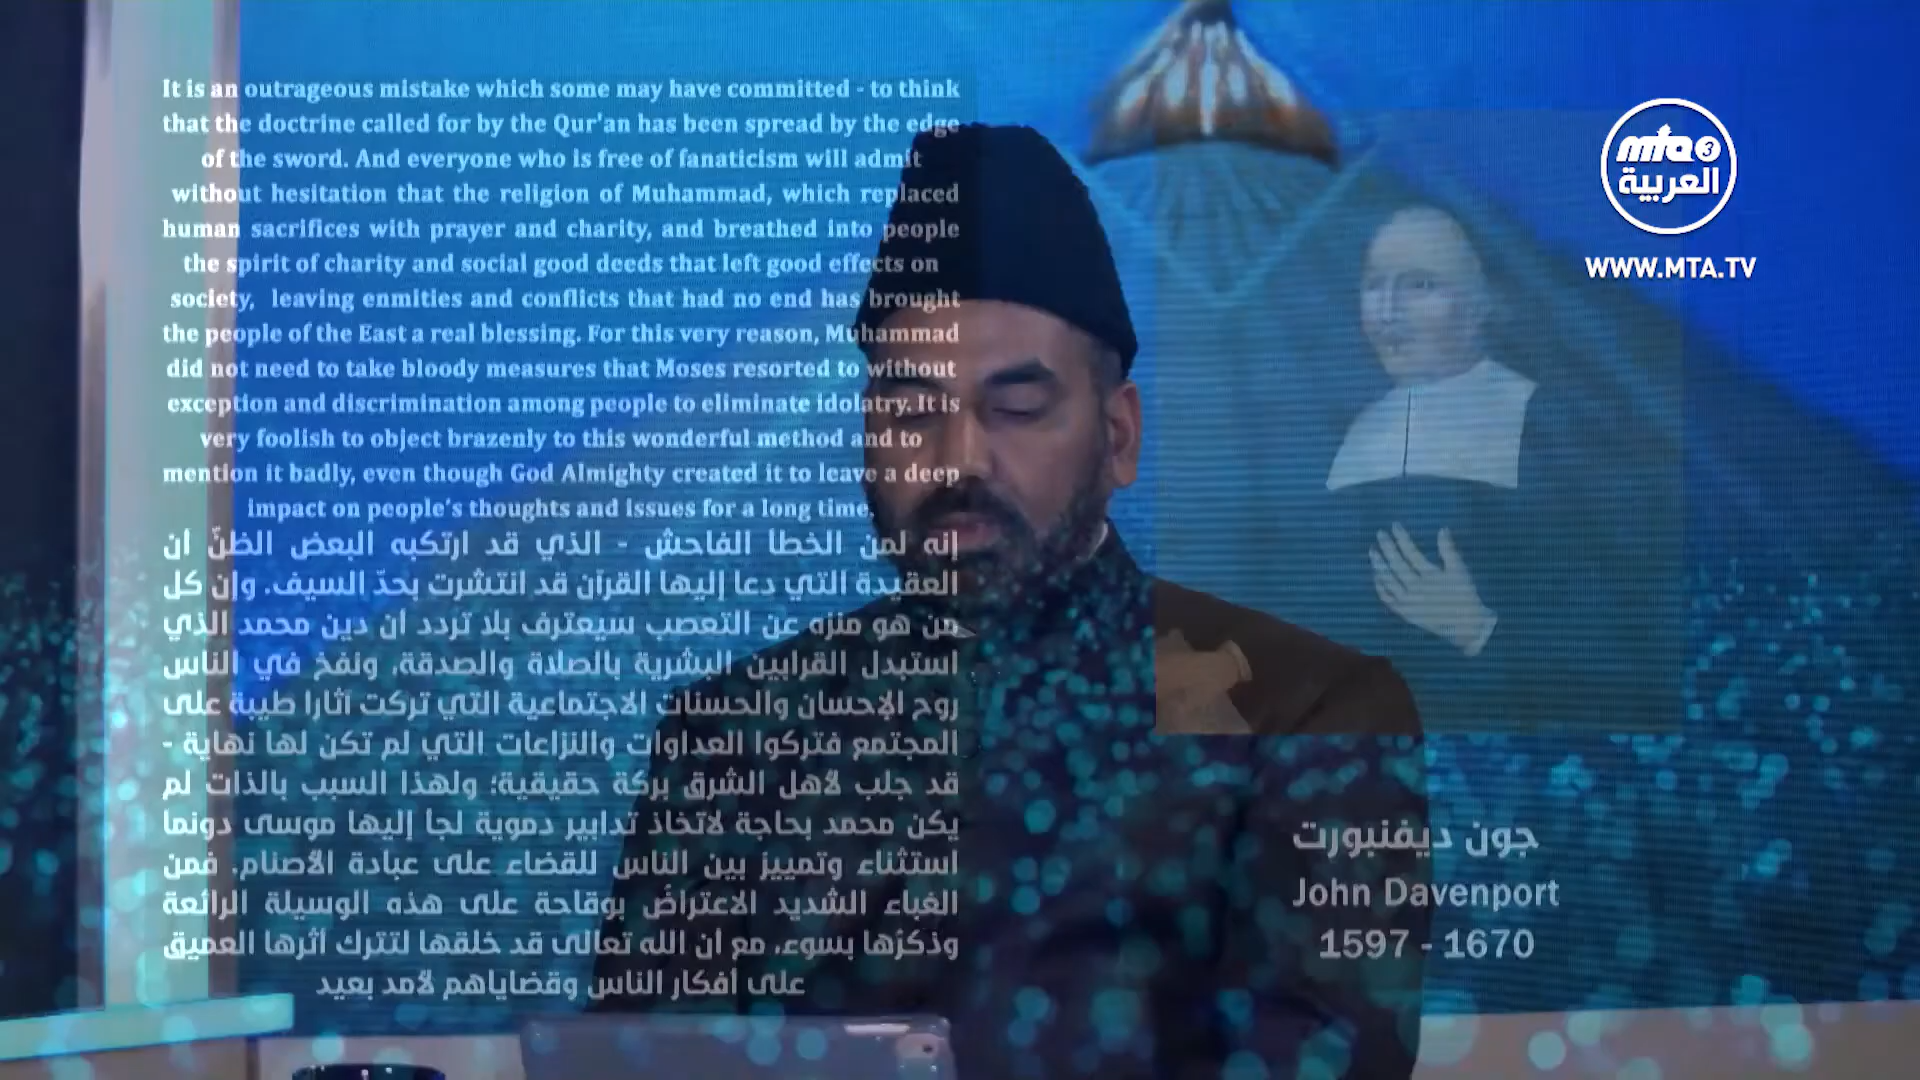 It is an outrageous mistake which some may have committed - to think
that the doctrine called for by the Qur'an has been spread by the edge
of the sword. And everyone who is free of fanaticism will admit
without hesitation that the religion of Muhammad, which replaced
human sacrifices with prayer and charity, and breathed into people
the spirit of charity and social good deeds that left good effects on
society, leaving enmities and conflicts that had no end has brought
the people of the East a real blessing. For this very reason, Muhammad
did not need to take bloody measures that Moses resorted to without
exception and discrimination among people to eliminate idolatry. It is
very foolish to object brazenly to this wonderful method and to
mention it badly, even though God Almighty created it to leave a deep
impact on people's thoughts and issues for a long time.
إنه لمن الخطأ الفاحش - الذي قد ارتكبه البعض الظنّ أن
العقيدة التي دعا إليها القرآن قد انتشرت بحدّ السيف. وإن كل
من هو منزه عن التعصب سيعترف بلا تردد أن دين محمد الذي
استبدل القرابين البشرية بالصلاة والصدقة، ونفخ في الناس
روح الإحسان والحسنات الاجتماعية التي تركت آثارا طيبة على
المجتمع فتركوا العداوات والنزاعات التي لم تكن لها نهاية -
قد جلب لأهل الشرق بركة حقيقية؛ ولهذا السبب بالذات لم
يكن محمد بحاجة لاتخاذ تدابير دموية لجأ إليها موسى دونما
استثناء وتمييز بين الناس للقضاء على عبادة الأصنام. فمن
الغباء الشديد الاعتراضُ بوقاحة على هذه الوسيلة الرائعة
وذكرُها بسوء، مع أن الله تعالى قد خلقها لتترك أثرها العميق
على أفكار الناس وقضاياهم لأمد بعيد
mta 3
العربية
WWW.MTA.TV
جون ديفنبورت
John Davenport
1597 - 1670